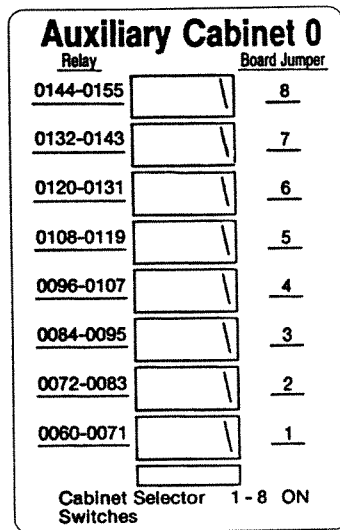 Auxiliary Cabinet 0
Relay Board Jumper
0144-0155 8
0132-0143 7
0120-0131 6
0108-0119 5
0096-0107 4
0084-0095 3
0072-0083 2
0060-0071 1
Cabinet Selector 1 - 8 ON
Switches